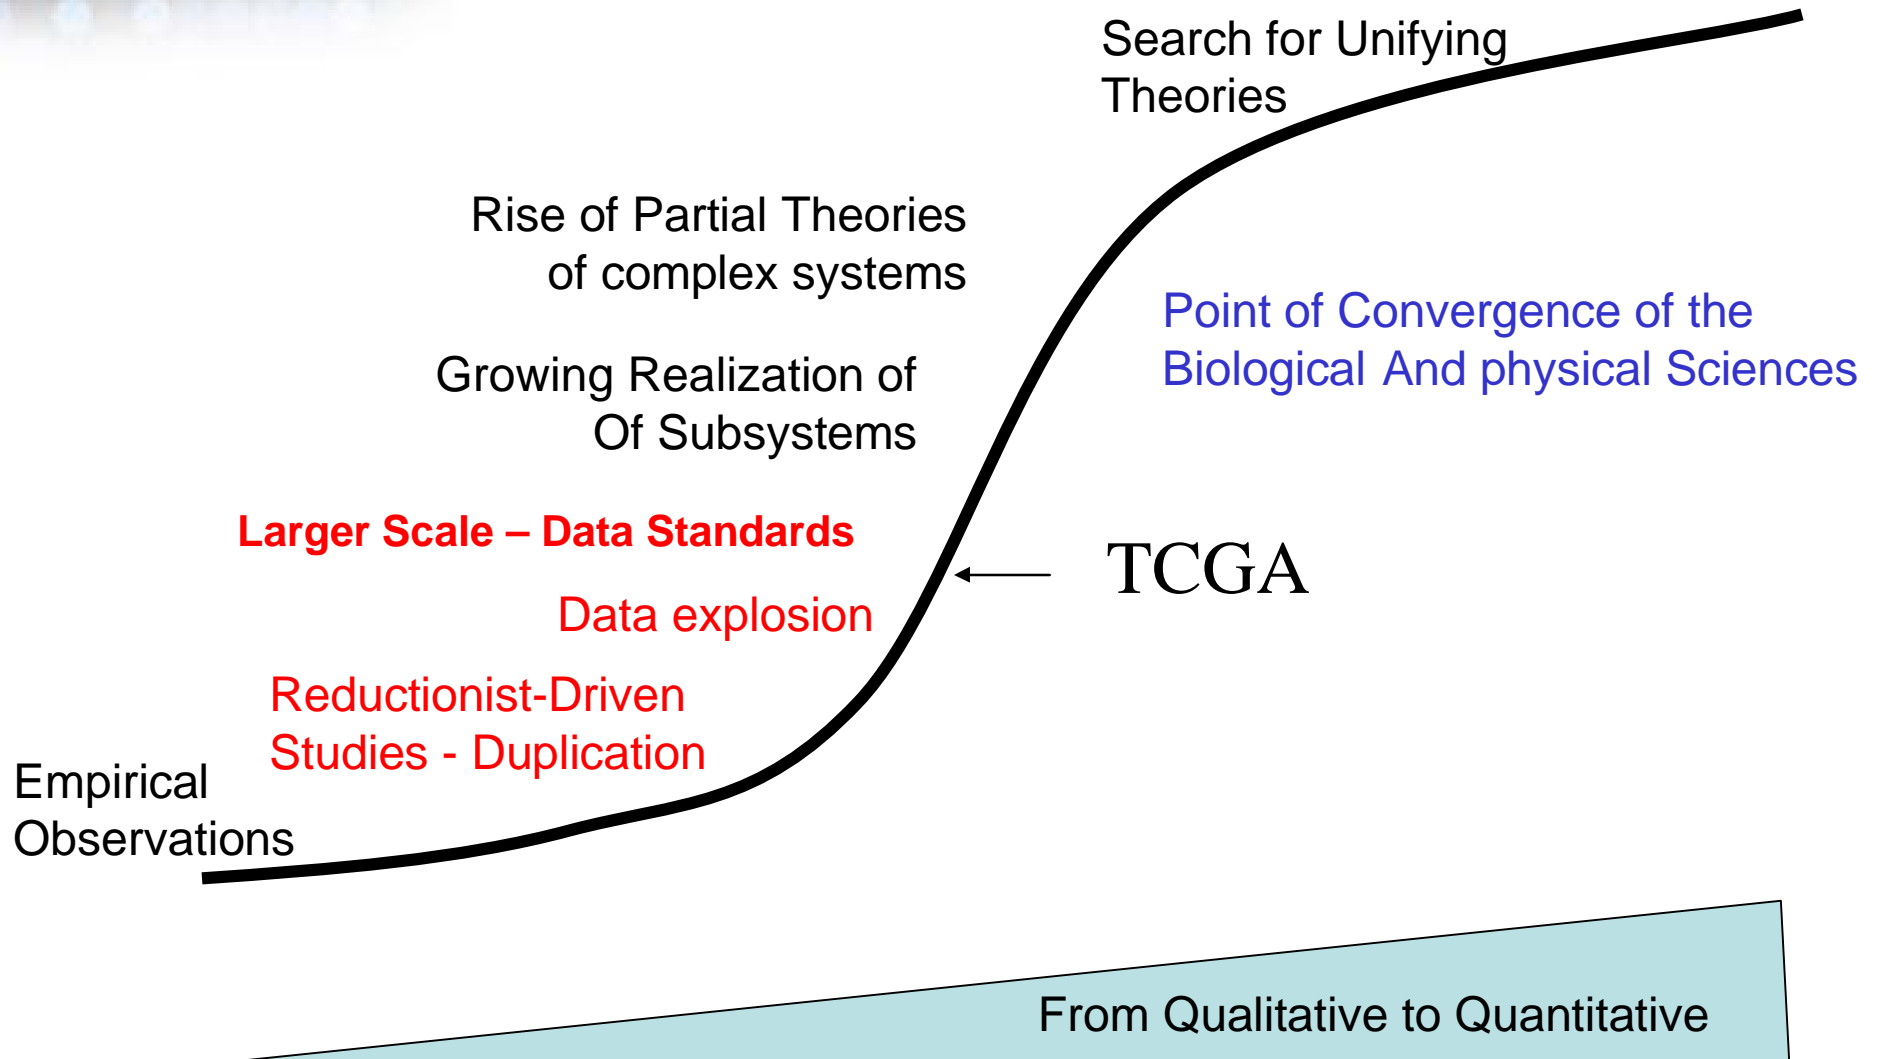 Search for Unifying
Theories
Rise of Partial Theories
of complex systems
Point of Convergence of the
Biological And physical Sciences
Growing Realization of
Of Subsystems
Larger Scale – Data Standards
TCGA
Data explosion
Reductionist-Driven
Studies - Duplication
Empirical
Observations
From Qualitative to Quantitative